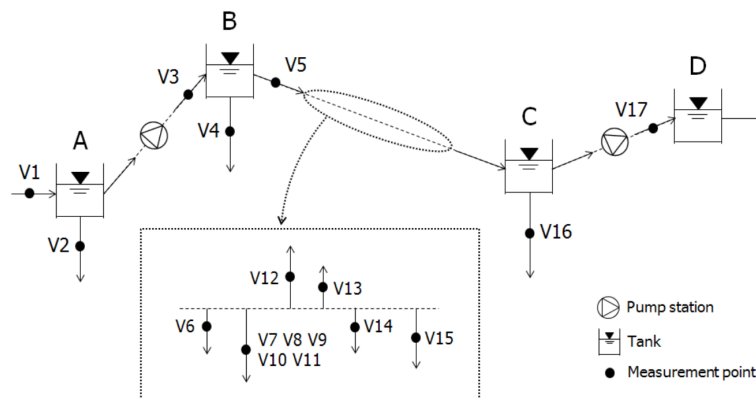 B
V3
V5
D
A
V4
C
V17
V1
V2
V16
V12
V13
V6
V7 V8 V9
V10 V11
V14
V15
Pump station
Tank
Measurement point